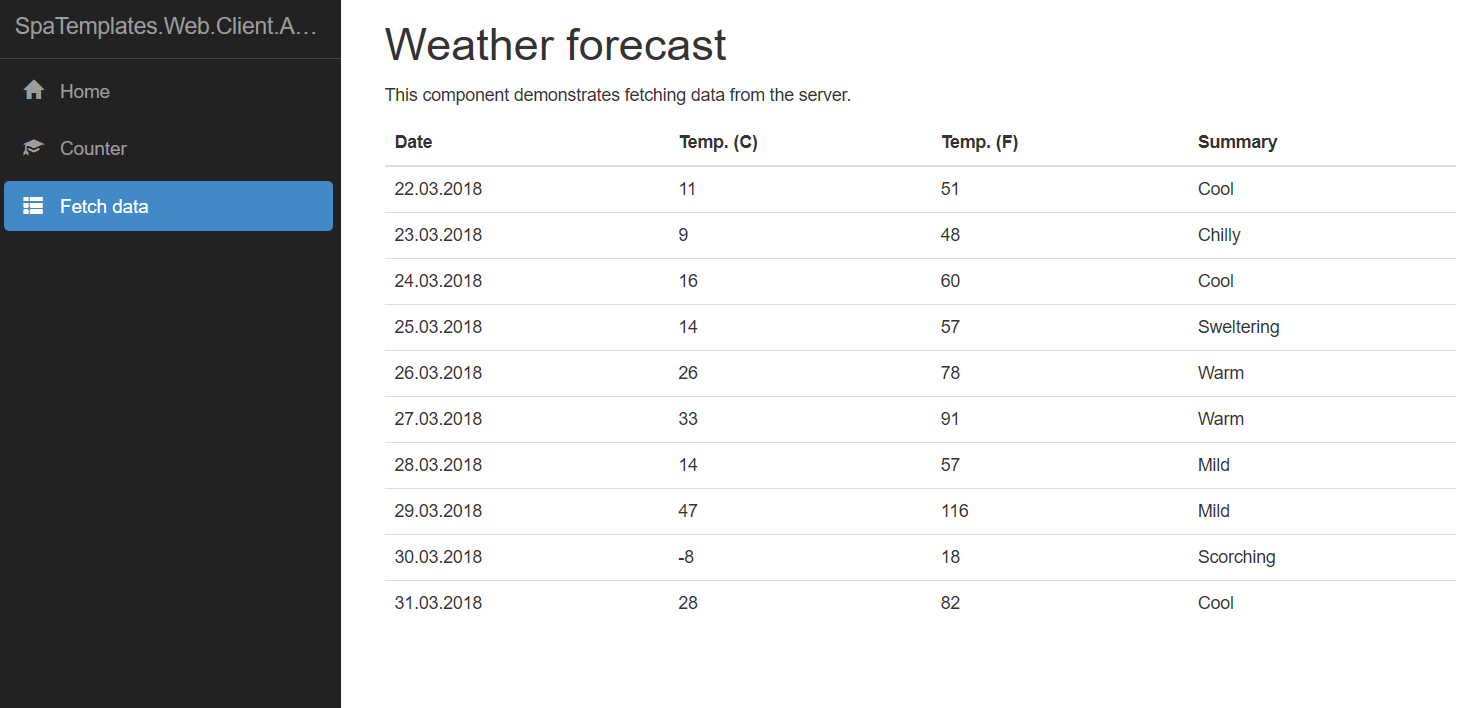 SpaTemplates.Web.Client.A...
Home
Counter
Fetch data
Weather forecast
This component demonstrates fetching data from the server.
Date Temp. (C) Temp. (F) Summary
22.03.2018 11 51 Cool
23.03.2018 9 48 Chilly
24.03.2018 16 60 Cool
25.03.2018 14 57 Sweltering
26.03.2018 26 78 Warm
27.03.2018 33 91 Warm
28.03.2018 14 57 Mild
29.03.2018 47 116 Mild
30.03.2018 -8 18 Scorching
31.03.2018 28 82 Cool